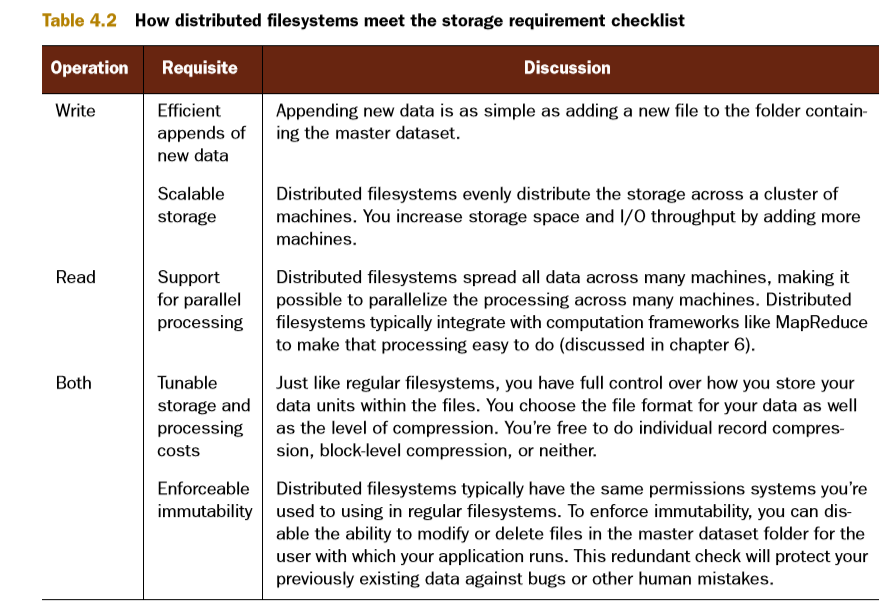 Table 4.2 How distributed filesystems meet the storage requirement checklist
Operation Requisite Discussion
Write Efficient appends of new data Appending new data is as simple as adding a new file to the folder contain-
ing the master dataset.
Scalable storage Distributed filesystems evenly distribute the storage across a cluster of
machines. You increase storage space and I/O throughput by adding more
machines.
Read Support for parallel processing Distributed filesystems spread all data across many machines, making it
possible to parallelize the processing across many machines. Distributed
filesystems typically integrate with computation frameworks like MapReduce
to make that processing easy to do (discussed in chapter 6).
Both Tunable storage and processing costs Just like regular filesystems, you have full control over how you store your
data units within the files. You choose the file format for your data as well
as the level of compression. You're free to do individual record compres-
sion, block-level compression, or neither.
Enforceable immutability Distributed filesystems typically have the same permissions systems you're
used to using in regular filesystems. To enforce immutability, you can dis-
able the ability to modify or delete files in the master dataset folder for the
user with which your application runs. This redundant check will protect your
previously existing data against bugs or other human mistakes.